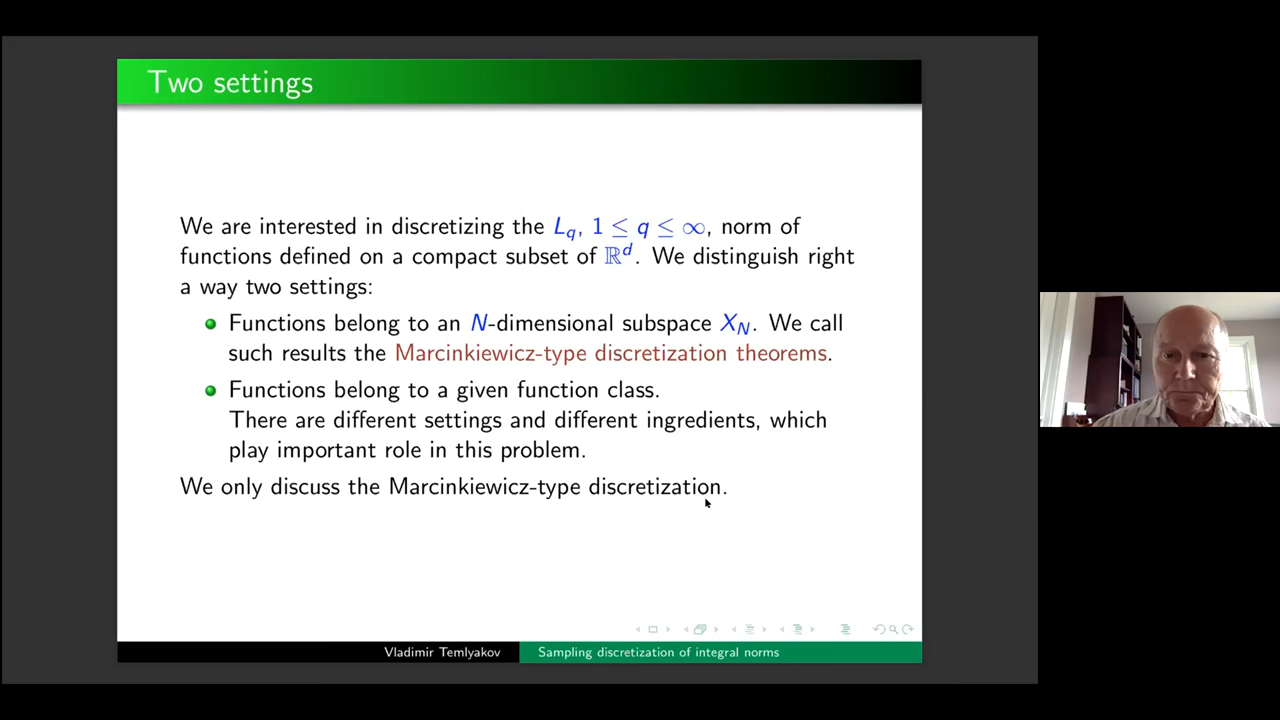 Two settings
We are interested in discretizing the L_q, 1 ≤ q ≤ ∞, norm of
functions defined on a compact subset of ℝ^d. We distinguish right
a way two settings:
Functions belong to an N-dimensional subspace X_N. We call
such results the Marcinkiewicz-type discretization theorems.
Functions belong to a given function class.
There are different settings and different ingredients, which
play important role in this problem.
We only discuss the Marcinkiewicz-type discretization.
Vladimir Temlyakov
Sampling discretization of integral norms